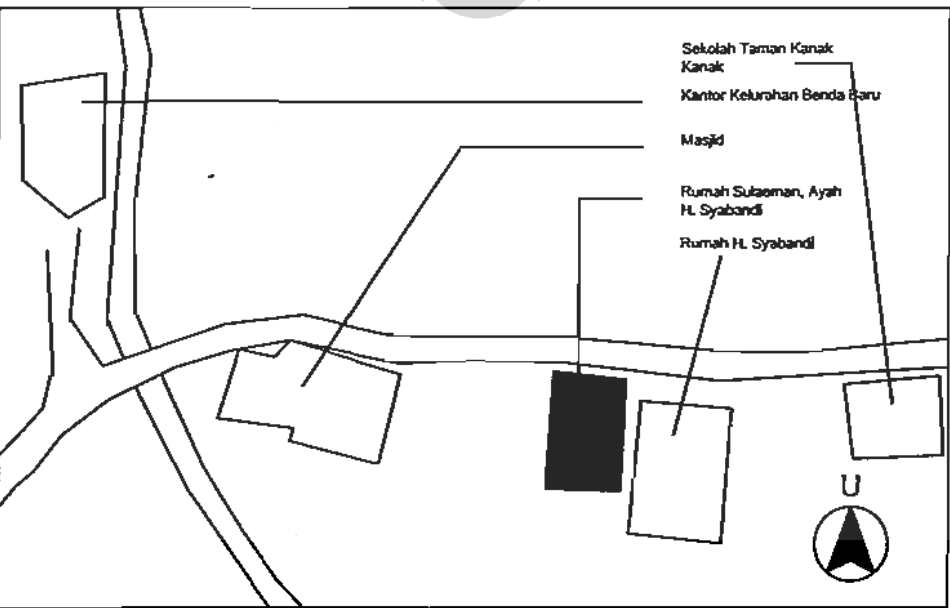 Sekolah Taman Kanak
Kanak
Kantor Kelurahan Benda Baru
Masjid
Rumah Sulaeman, Ayah
H. Syabandi
Rumah H. Syabandi
U